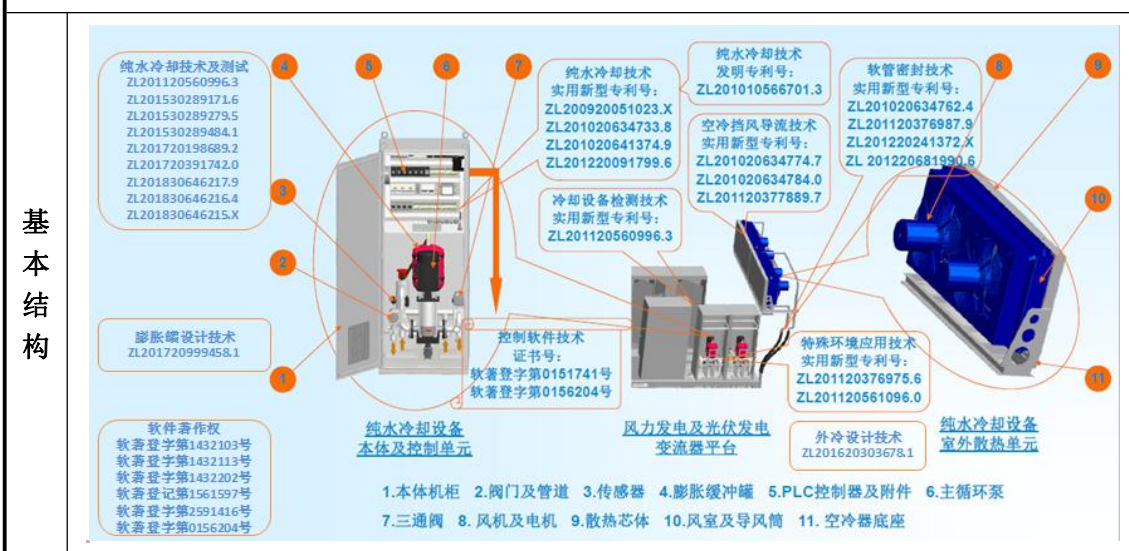 基本结构
纯水冷却技术及测试
ZL201120560996.3
ZL201530289171.6
ZL201530289279.5
ZL201530289484.1
ZL201720198689.2
ZL201720391742.0
ZL201830646217.9
ZL201830646216.4
ZL201830646215.X
膨胀罐设计技术
ZL201720999458.1
软件著作权
软著登字第1432103号
软著登字第1432113号
软著登字第1432202号
软著登记第1561597号
软著登字第2591416号
软著登字第0156204号
4
5
6
7
3
2
1
纯水冷却设备
本体及控制单元
纯水冷却技术
实用新型专利号:
ZL200920051023.X
ZL201020634733.8
ZL201020641374.9
ZL201220091799.6
冷却设备检测技术
实用新型专利号:
ZL201120560996.3
控制软件技术
证书号:
软著登字第0151741号
软著登字第0156204号
纯水冷却技术
发明专利号:
ZL201010566701.3
空冷挡风导流技术
实用新型专利号:
ZL201020634774.7
ZL201020634784.0
ZL201120377889.7
风力发电及光伏发电
变流器平台
软管密封技术
实用新型专利号:
ZL201020634762.4
ZL201120376987.9
ZL201220241372.X
ZL 201220681990.6
特殊环境应用技术
实用新型专利号:
ZL201120376975.6
ZL201120561096.0
外冷设计技术
ZL201620303678.1
8
9
10
11
纯水冷却设备
室外散热单元
1.本体机柜 2.阀门及管道 3.传感器 4.膨胀缓冲罐 5.PLC控制器及附件 6.主循环泵
7.三通阀 8. 风机及电机 9.散热芯体 10.风室及导风筒 11. 空冷器底座